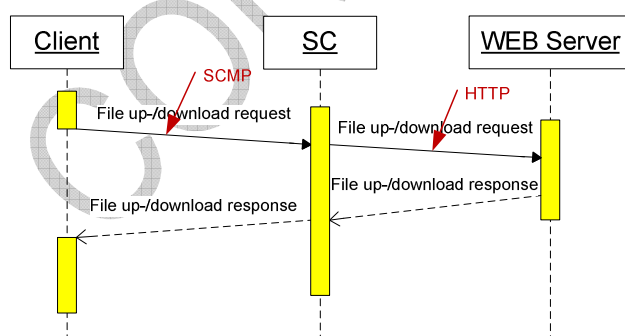 Client
SC
WEB Server
SCMP
HTTP
File up-/download request
File up-/download request
File up-/download response
File up-/download response